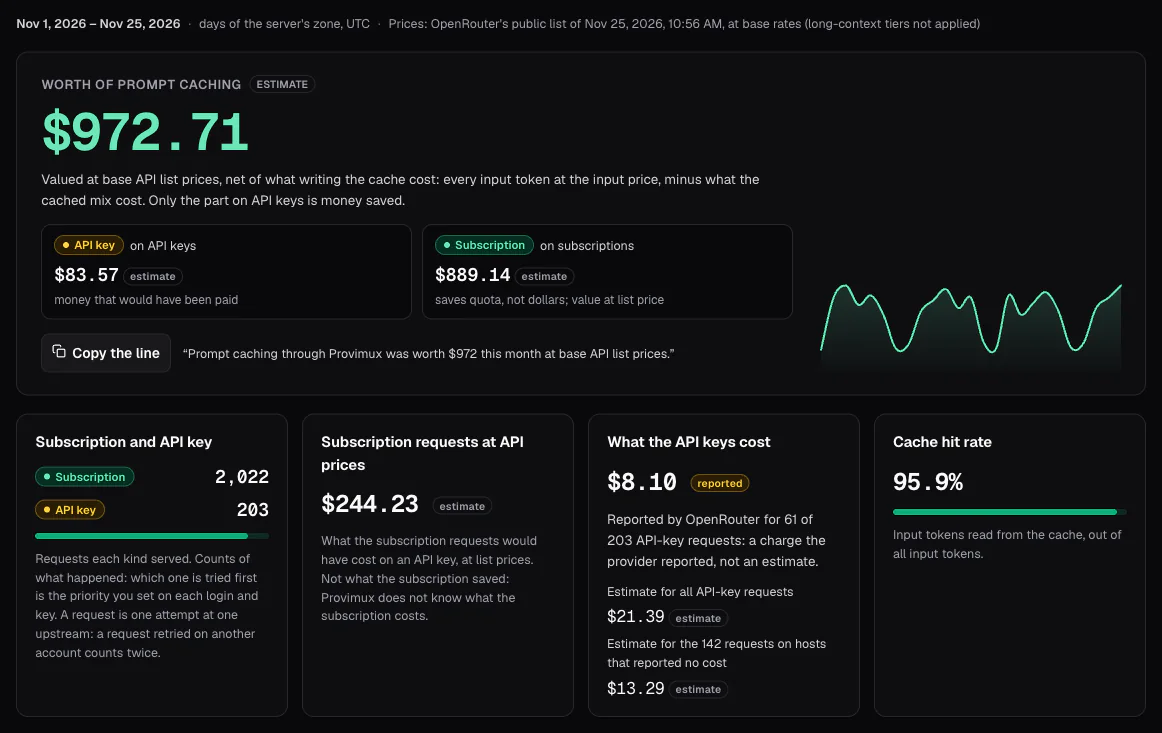 Nov 1, 2026 – Nov 25, 2026 · days of the server's zone, UTC · Prices: OpenRouter's public list of Nov 25, 2026, 10:56 AM, at base rates (long-context tiers not applied)
WORTH OF PROMPT CACHING ESTIMATE
$972.71
Valued at base API list prices, net of what writing the cache cost: every input token at the input price, minus what the
cached mix cost. Only the part on API keys is money saved.
API key on API keys
$83.57 estimate
money that would have been paid
Subscription on subscriptions
$889.14 estimate
saves quota, not dollars; value at list price
Copy the line “Prompt caching through Provimux was worth $972 this month at base API list prices.”
Subscription and API key
Subscription 2,022
API key 203
Requests each kind served. Counts of
what happened: which one is tried first
is the priority you set on each login and
key. A request is one attempt at one
upstream: a request retried on another
account counts twice.
Subscription requests at API
prices
$244.23 estimate
What the subscription requests would
have cost on an API key, at list prices.
Not what the subscription saved:
Provimux does not know what the
subscription costs.
What the API keys cost
$8.10 reported
Reported by OpenRouter for 61 of
203 API-key requests: a charge the
provider reported, not an estimate.
Estimate for all API-key requests
$21.39 estimate
Estimate for the 142 requests on hosts
that reported no cost
$13.29 estimate
Cache hit rate
95.9%
Input tokens read from the cache, out of
all input tokens.